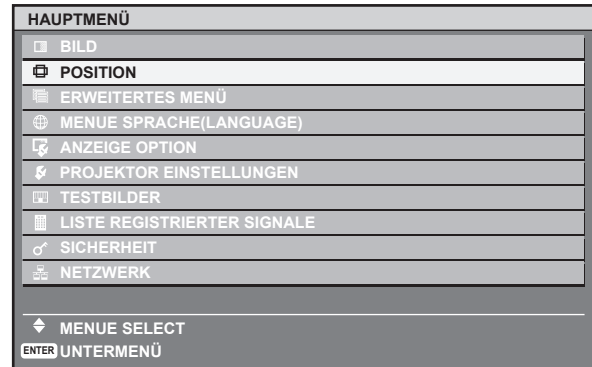 HAUPTMENÜ
BILD
POSITION
ERWEITERTES MENÜ
MENUE SPRACHE(LANGUAGE)
ANZEIGE OPTION
PROJEKTOR EINSTELLUNGEN
TESTBILDER
LISTE REGISTRIERTER SIGNALE
SICHERHEIT
NETZWERK
MENUE SELECT
ENTER UNTERMENÜ